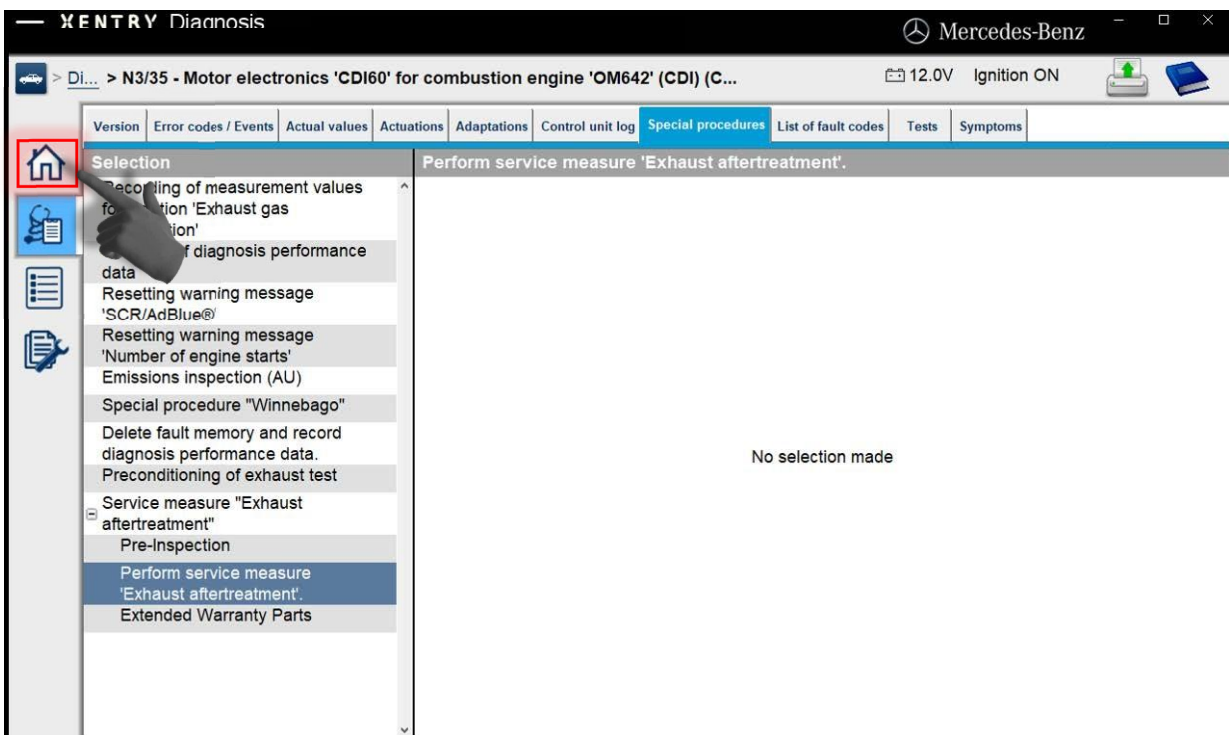 XENTRY Diagnosis
Mercedes-Benz
> Di... > N3/35 - Motor electronics 'CDI60' for combustion engine 'OM642' (CDI) (C...
12.0V Ignition ON
Version Error codes / Events Actual values Actuations Adaptations Control unit log Special procedures List of fault codes Tests Symptoms
Selection
Perform service measure 'Exhaust aftertreatment'.
Recording of measurement values
'Exhaust gas
diagnosis performance
data
Resetting warning message
'SCR/AdBlue®'
Resetting warning message
'Number of engine starts'
Emissions inspection (AU)
Special procedure "Winnebago"
Delete fault memory and record
diagnosis performance data.
Preconditioning of exhaust test
Service measure "Exhaust
aftertreatment"
Pre-Inspection
Perform service measure
'Exhaust aftertreatment'.
Extended Warranty Parts
No selection made